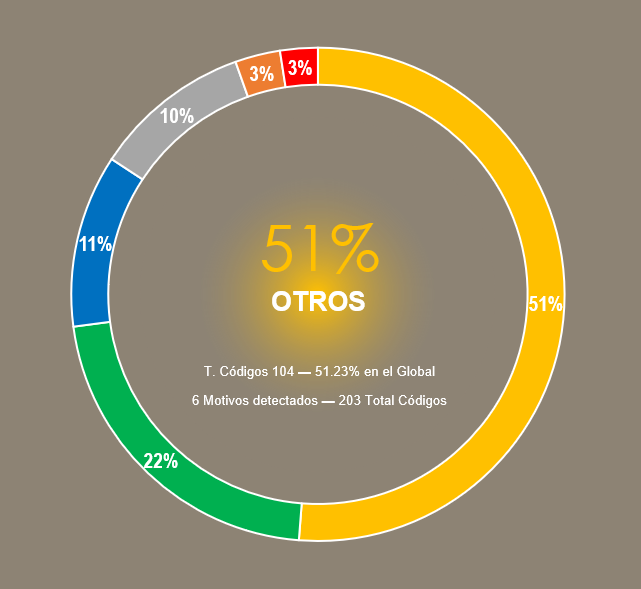 3%
3%
10%
11%
51%
OTROS
51%
T. Códigos 104 — 51.23% en el Global
6 Motivos detectados — 203 Total Códigos
22%